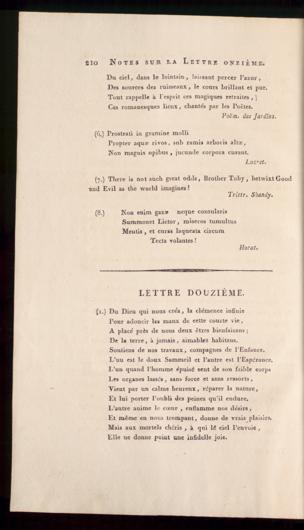 210 NOTES SUR LA LETTRE ONZIÈME.
Du ciel, dans le lointain, laissant percer l'azur,
Des sources des ruisseaux, le cours brillant et pur.
Tout rappelle à l'esprit ces magiques retraites,
Ces romanesques lieux, chantés par les Poëtes.
Poëm. des Jardins.
(6.) Prostrati in gramine molli
Propter aquæ rivos, sub ramis arboris altæ,
Non magnis opibus, jucunde corpora curant.
Lucret.
(7.) There is not such great odds, Brother Toby, betwixt Good
and Evil as the world imagines!
Tristr. Shandy.
(8.) Non enim gazæ neque consularis
Summovet Lictor, miseros tumultus
Mentis, et curas laqueata circum
Tecta volantes!
Horat.
LETTRE DOUZIÈME.
(1.) Du Dieu qui nous créa, la clémence infinie
Pour adoucir les maux de cette courte vie,
A placé près de nous deux êtres bienfaisans;
De la terre, à jamais, aimables habitans.
Soutiens de nos travaux, compagnes de l'Enfance.
L'un est le doux Sommeil et l'autre est l'Espérance.
L'un quand l'homme épuisé sent de son faible corps
Les organes lassés, sans force et sans ressorts,
Vient par un calme heureux, réparer la nature,
Et lui porter l'oubli des peines qu'il endure.
L'autre anime le cœur, enflamme nos désirs,
Et même en nous trompant, donne de vrais plaisirs.
Mais aux mortels chéris, à qui le ciel l'envoie,
Elle ne donne point une infidelle joie.